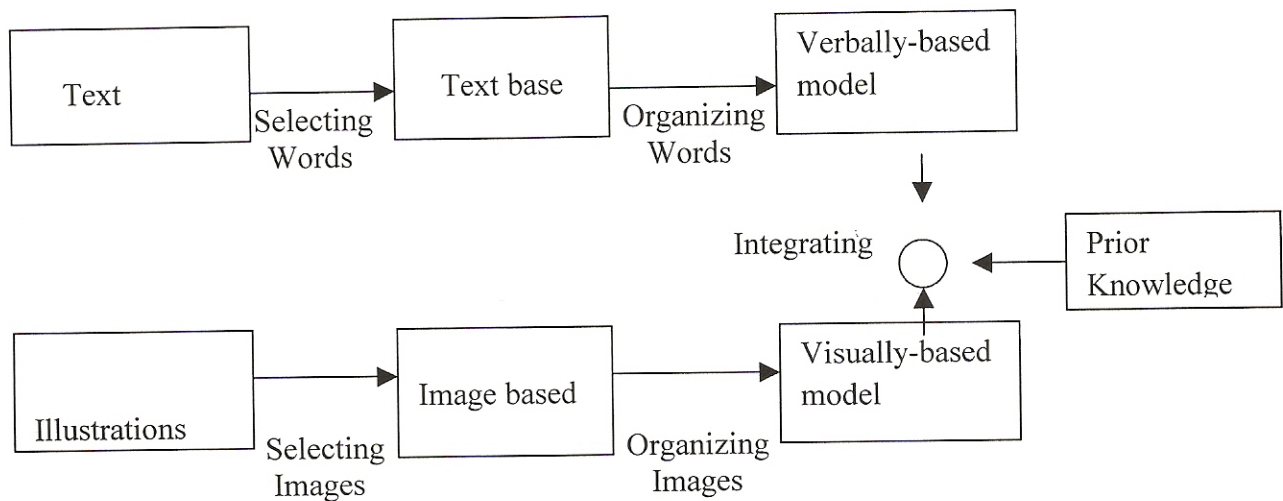 Text
Selecting
Words
Text base
Organizing
Words
Verbally-based
model
Integrating
Prior
Knowledge
Illustrations
Selecting
Images
Image based
Organizing
Images
Visually-based
model